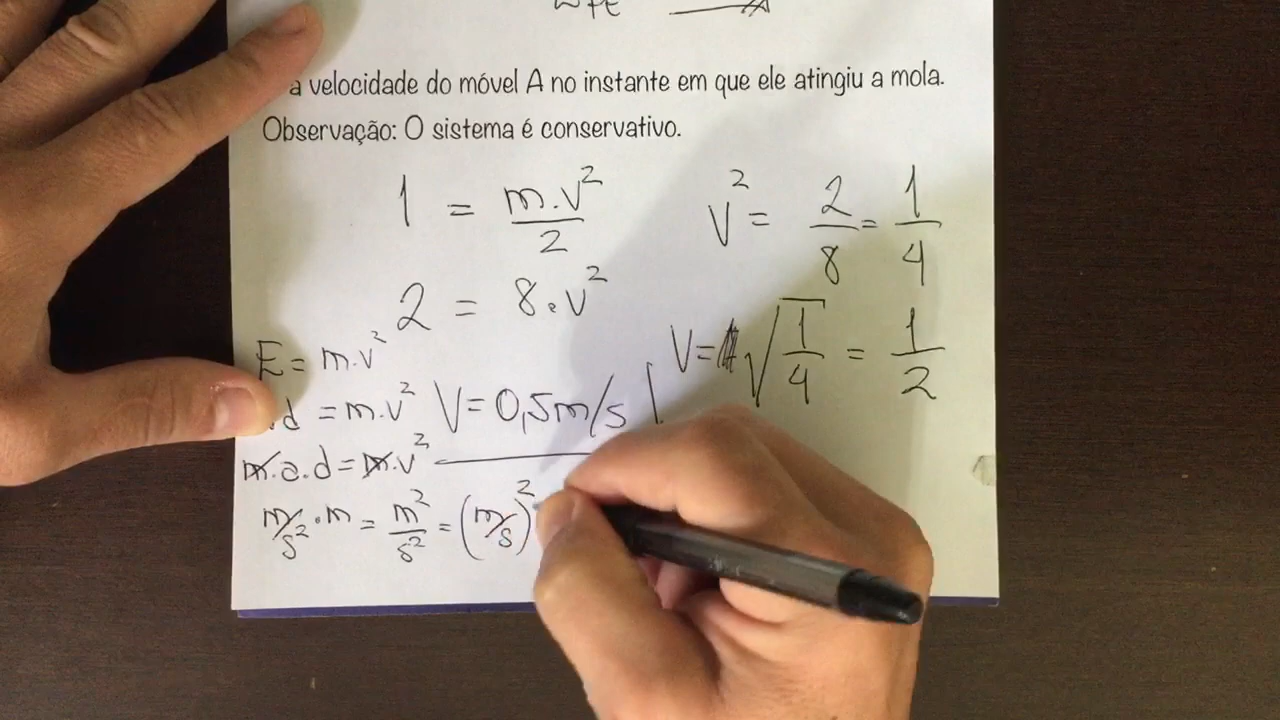 a velocidade do móvel A no instante em que ele atingiu a mola.
Observação: O sistema é conservativo.
1 = m.v²/2
2 = 8.v²
E = m.v²
.d = m.v²
m.a.d = m.v²
m/s² . m = m²/s² = (m/s)²
V = 0,5m/s
V² = 2/8 = 1/4
V = √1/4 = 1/2